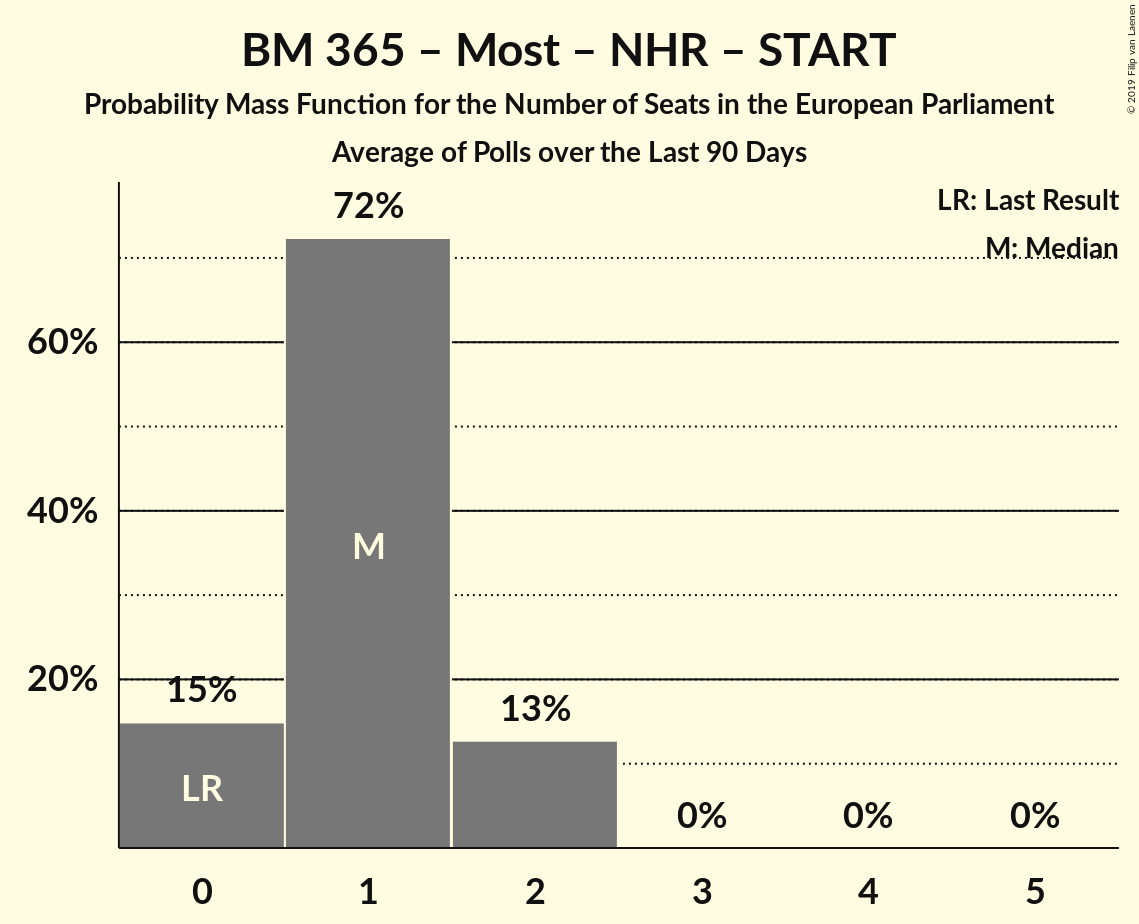 BM 365 – Most – NHR – START
Probability Mass Function for the Number of Seats in the European Parliament
Average of Polls over the Last 90 Days
© 2019 Filip van Laenen
LR: Last Result
M: Median
72%
60%
40%
M
20%
15%
13%
LR
0%
0%
0%
0
1
2
3
4
5